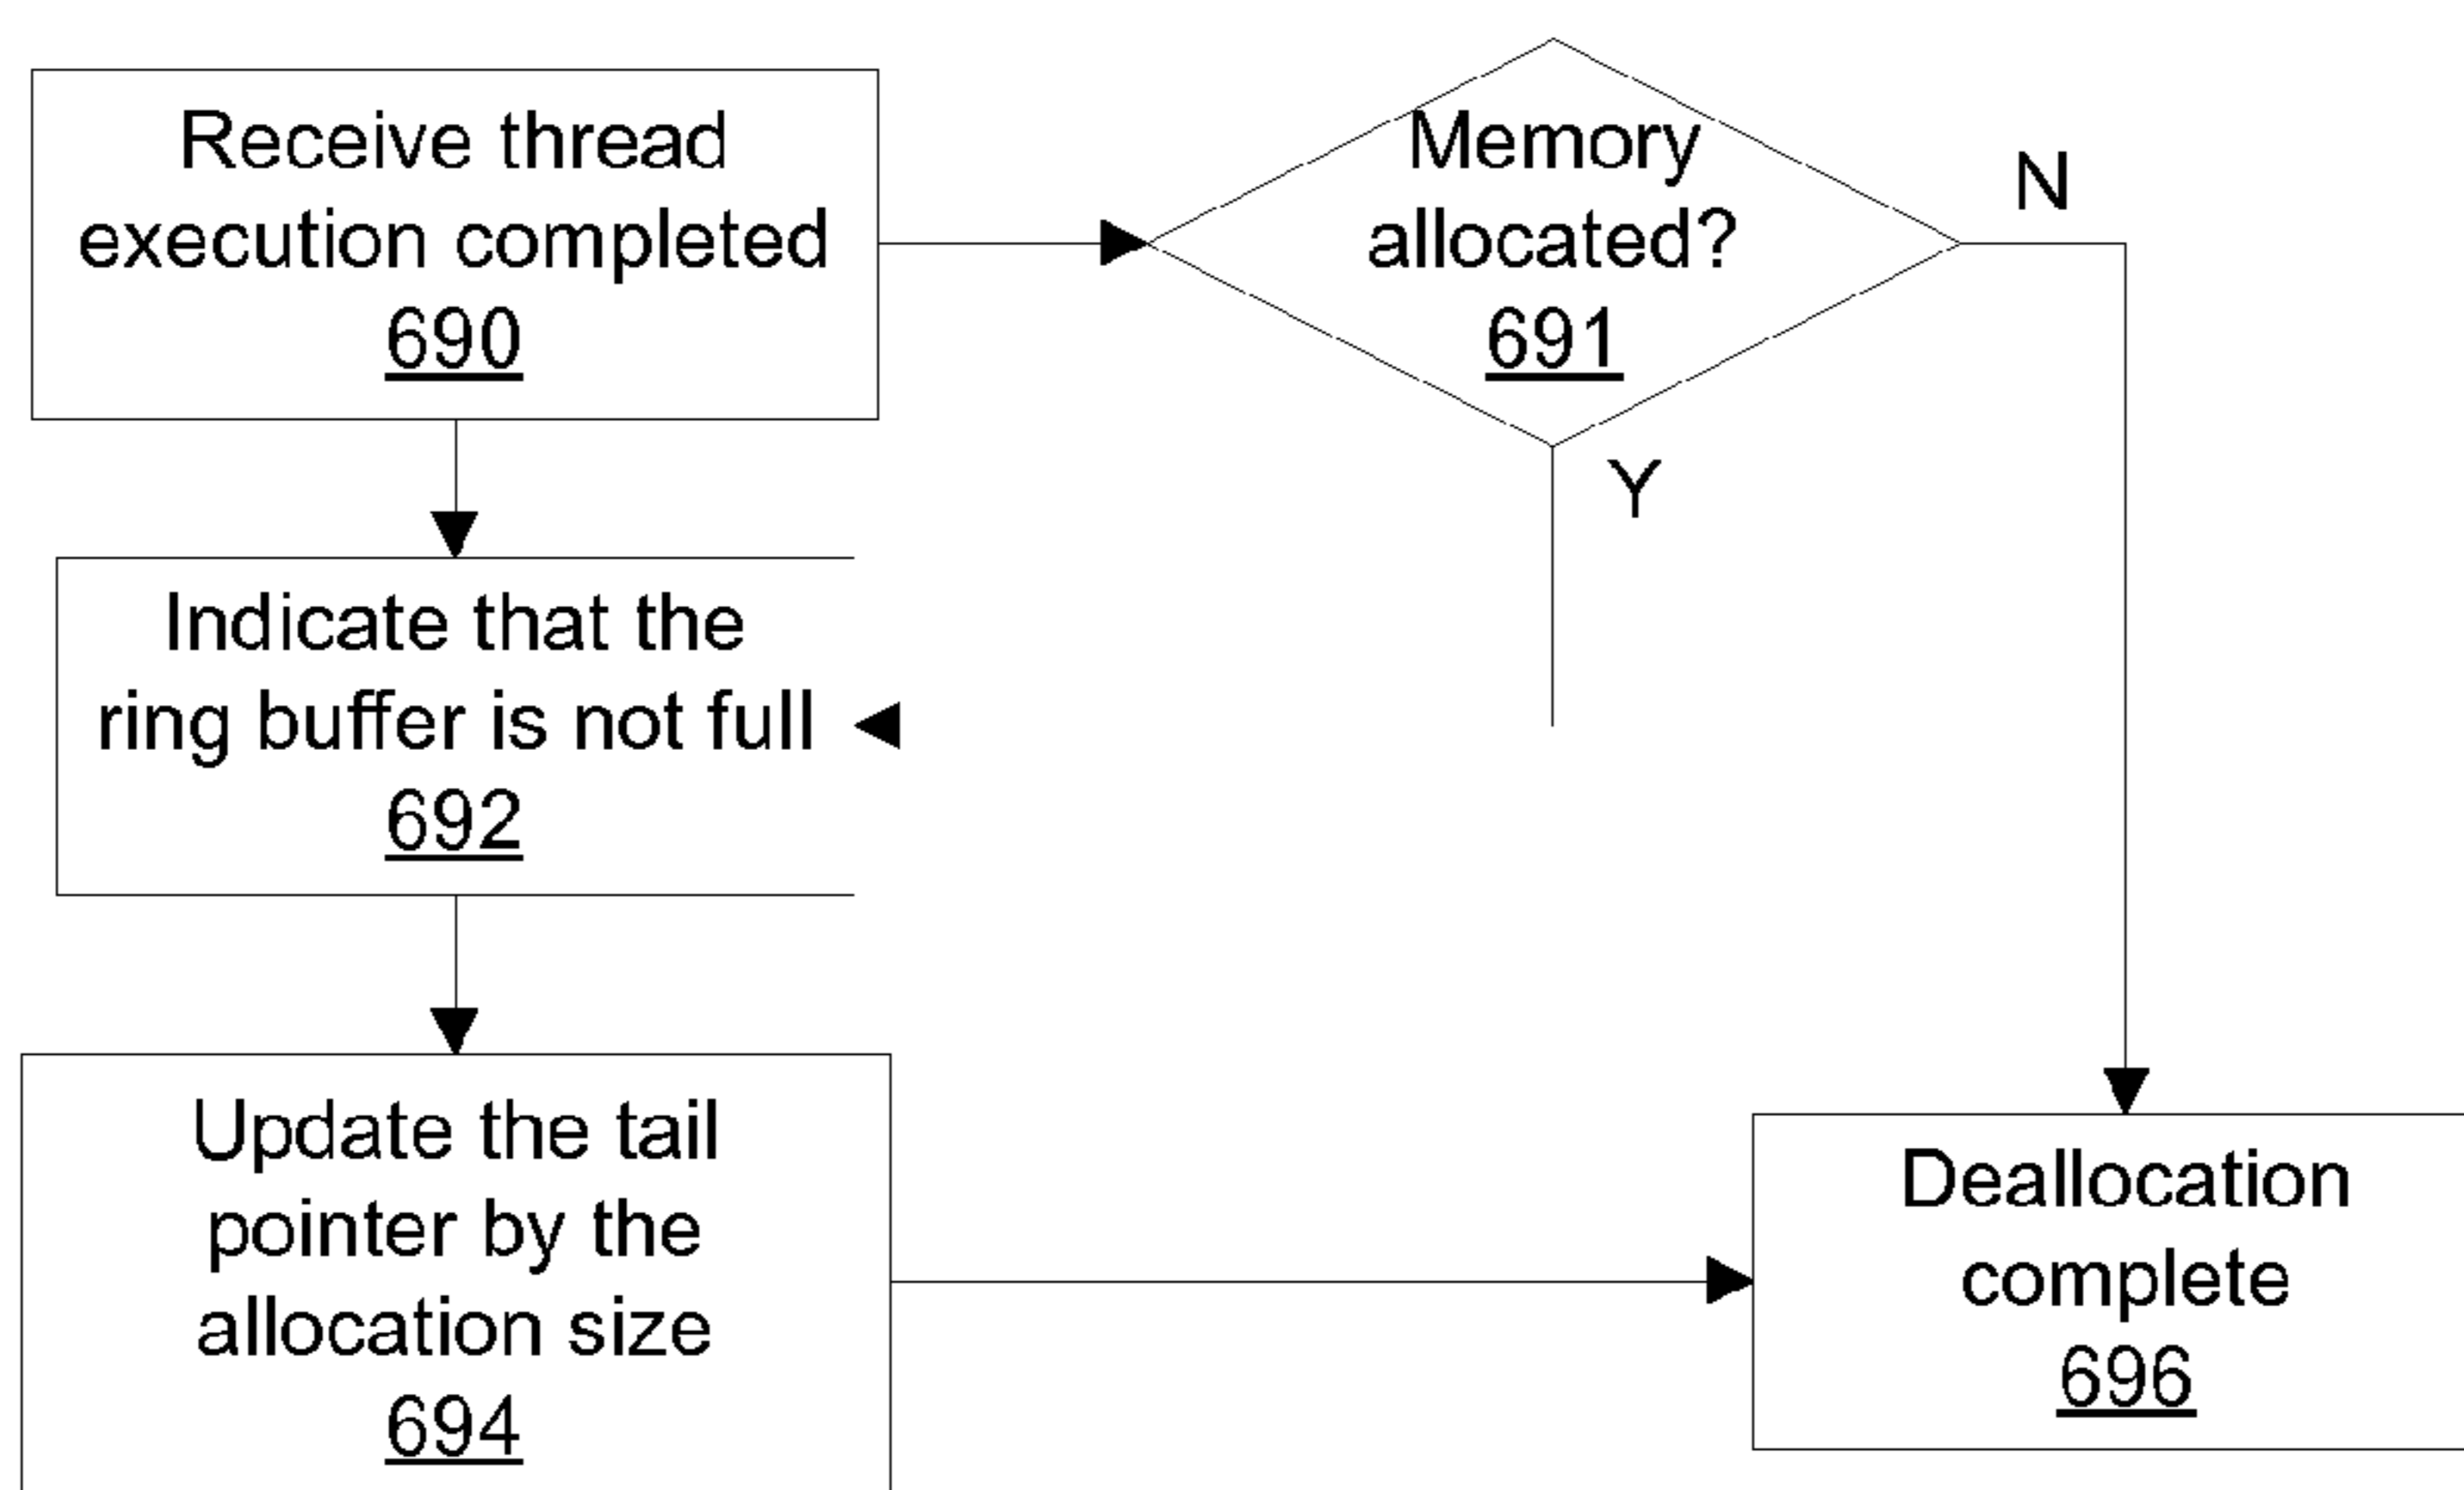 Receive thread
execution completed
690
Memory
allocated?
691
N
Y
Indicate that the
ring buffer is not full
692
Update the tail
pointer by the
allocation size
694
Deallocation
complete
696